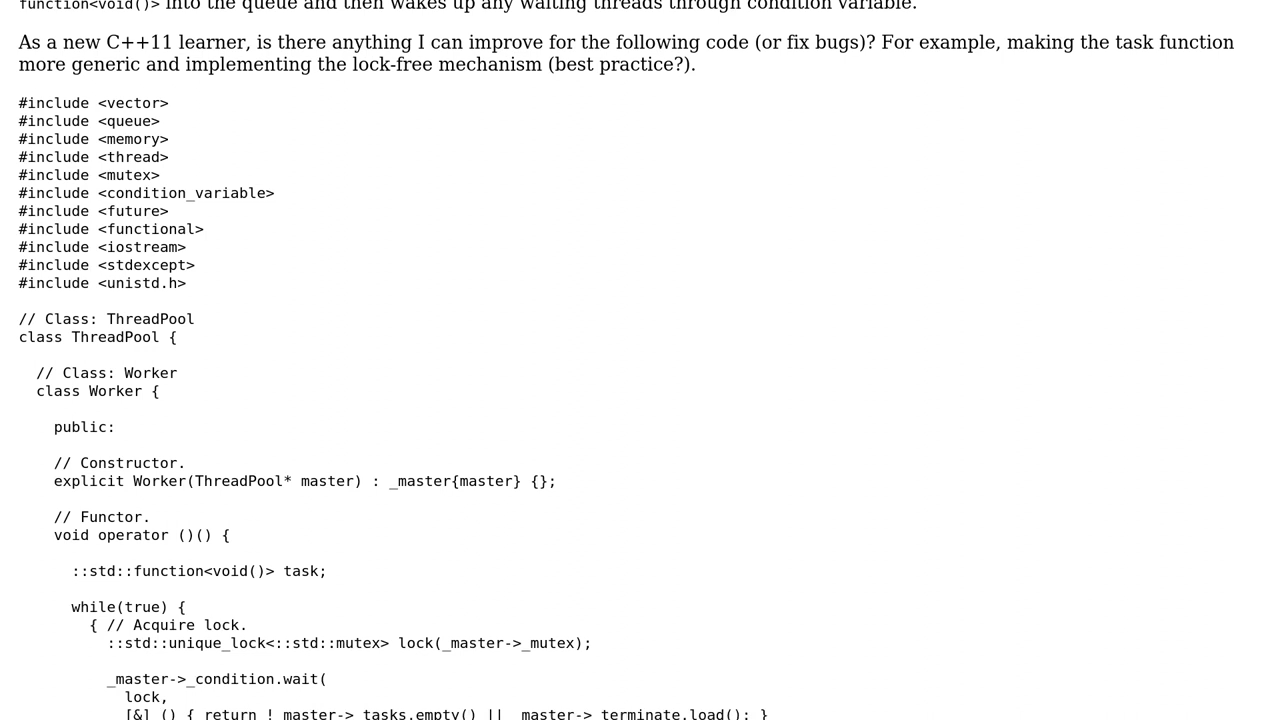 function<void()> into the queue and then wakes up any waiting threads through condition variable.
As a new C++11 learner, is there anything I can improve for the following code (or fix bugs)? For example, making the task function
more generic and implementing the lock-free mechanism (best practice?).
#include <vector>
#include <queue>
#include <memory>
#include <thread>
#include <mutex>
#include <condition_variable>
#include <future>
#include <functional>
#include <iostream>
#include <stdexcept>
#include <unistd.h>
// Class: ThreadPool
class ThreadPool {
  // Class: Worker
  class Worker {
    public:
    // Constructor.
    explicit Worker(ThreadPool* master) : _master{master} {};
    // Functor.
    void operator ()() {
      ::std::function<void()> task;
      while(true) {
        { // Acquire lock.
          ::std::unique_lock<::std::mutex> lock(_master->_mutex);
          _master->_condition.wait(
            lock,
            [&] () { return !_master->_tasks.empty() || _master->_terminate.load(); }